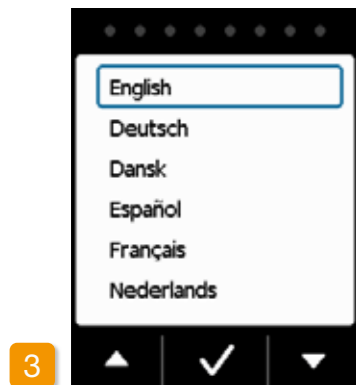 English
Deutsch
Dansk
Español
Français
Nederlands
3